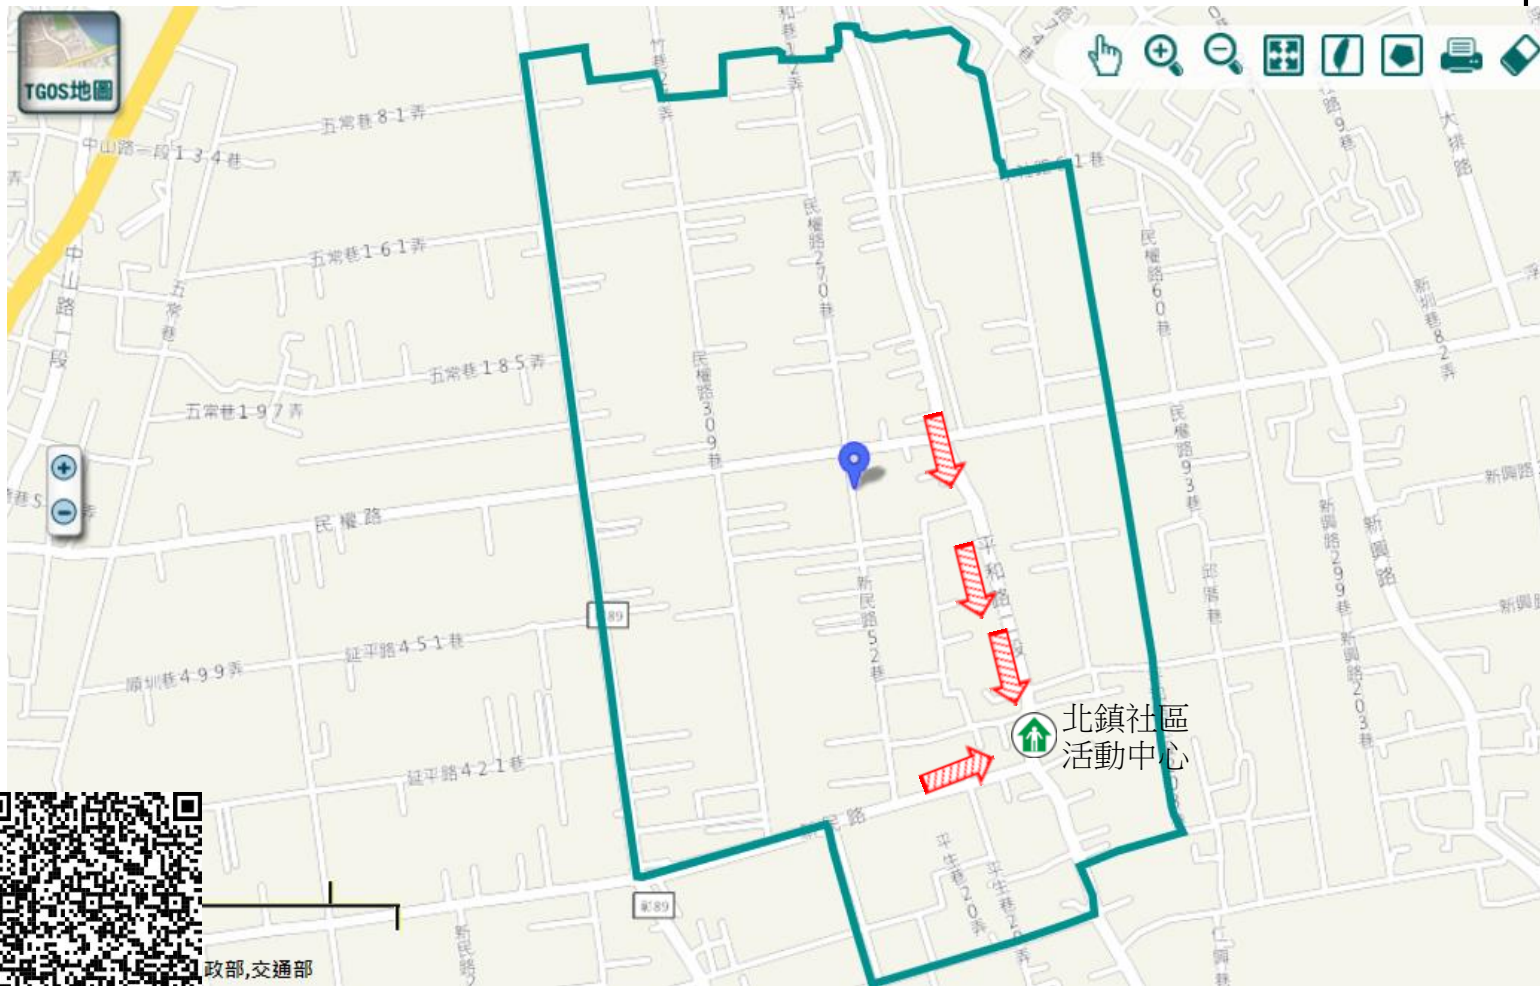 TGOS地圖
五常巷81弄
中山路一段134巷
五常巷161弄
民權路270巷
大排路
民權路60巷
新圳巷82弄
中山路一段
五常巷
五常巷185弄
五常巷197弄
民權路309巷
民權路93巷
民權路
新興路
新興路299巷
新興路203巷
邱厝巷
新民路52巷
延平路451巷
順圳巷499弄
延平路421巷
北鎮社區
活動中心
平生巷20弄
彰89
仁興巷
政部,交通部